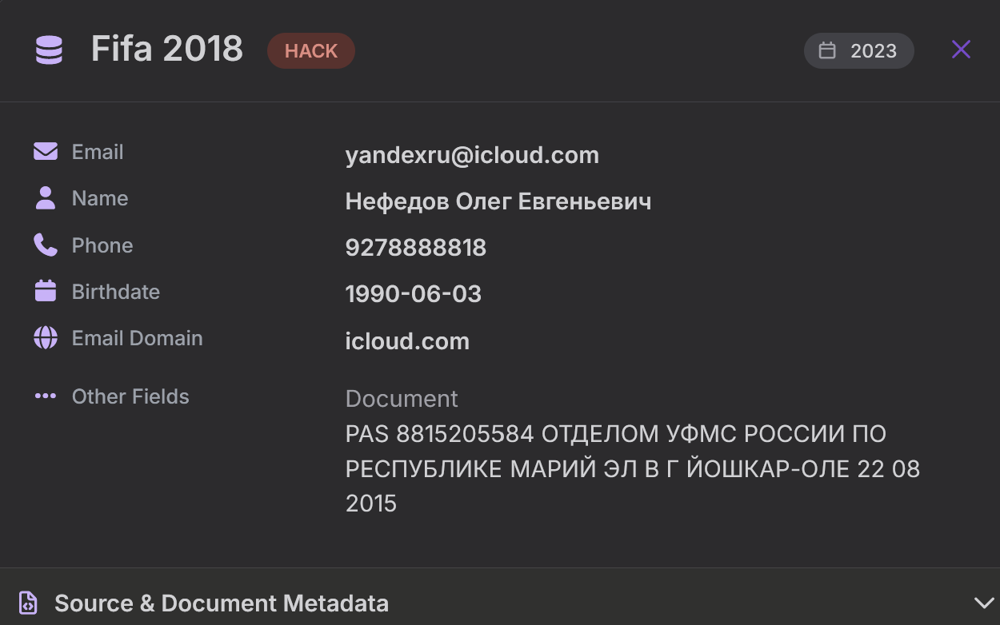 Fifa 2018 HACK 2023
Email yandexru@icloud.com
Name Нефедов Олег Евгеньевич
Phone 9278888818
Birthdate 1990-06-03
Email Domain icloud.com
Other Fields Document
PAS 8815205584 ОТДЕЛОМ УФМС РОССИИ ПО
РЕСПУБЛИКЕ МАРИЙ ЭЛ В Г ЙОШКАР-ОЛЕ 22 08
2015
Source & Document Metadata